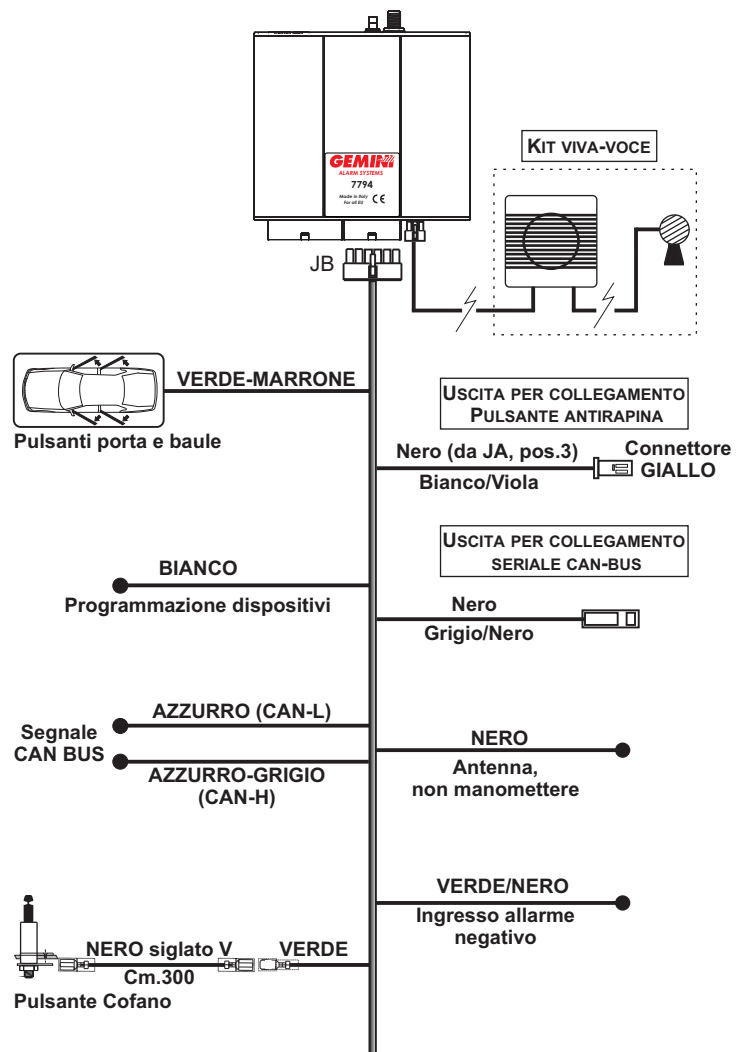 GEMINI
ALARM SYSTEMS
7794
Made in Italy
For all EU
CE
KIT VIVA-VOCE
JB
VERDE-MARRONE
Pulsanti porta e baule
USCITA PER COLLEGAMENTO
PULSANTE ANTIRAPINA
Nero (da JA, pos.3)
Bianco/Viola
Connettore
GIALLO
BIANCO
Programmazione dispositivi
USCITA PER COLLEGAMENTO
SERIALE CAN-BUS
Nero
Grigio/Nero
Segnale
CAN BUS
AZZURRO (CAN-L)
AZZURRO-GRIGIO
(CAN-H)
NERO
Antenna,
non manomettere
VERDE/NERO
Ingresso allarme
negativo
NERO siglato V
Cm.300
VERDE
Pulsante Cofano